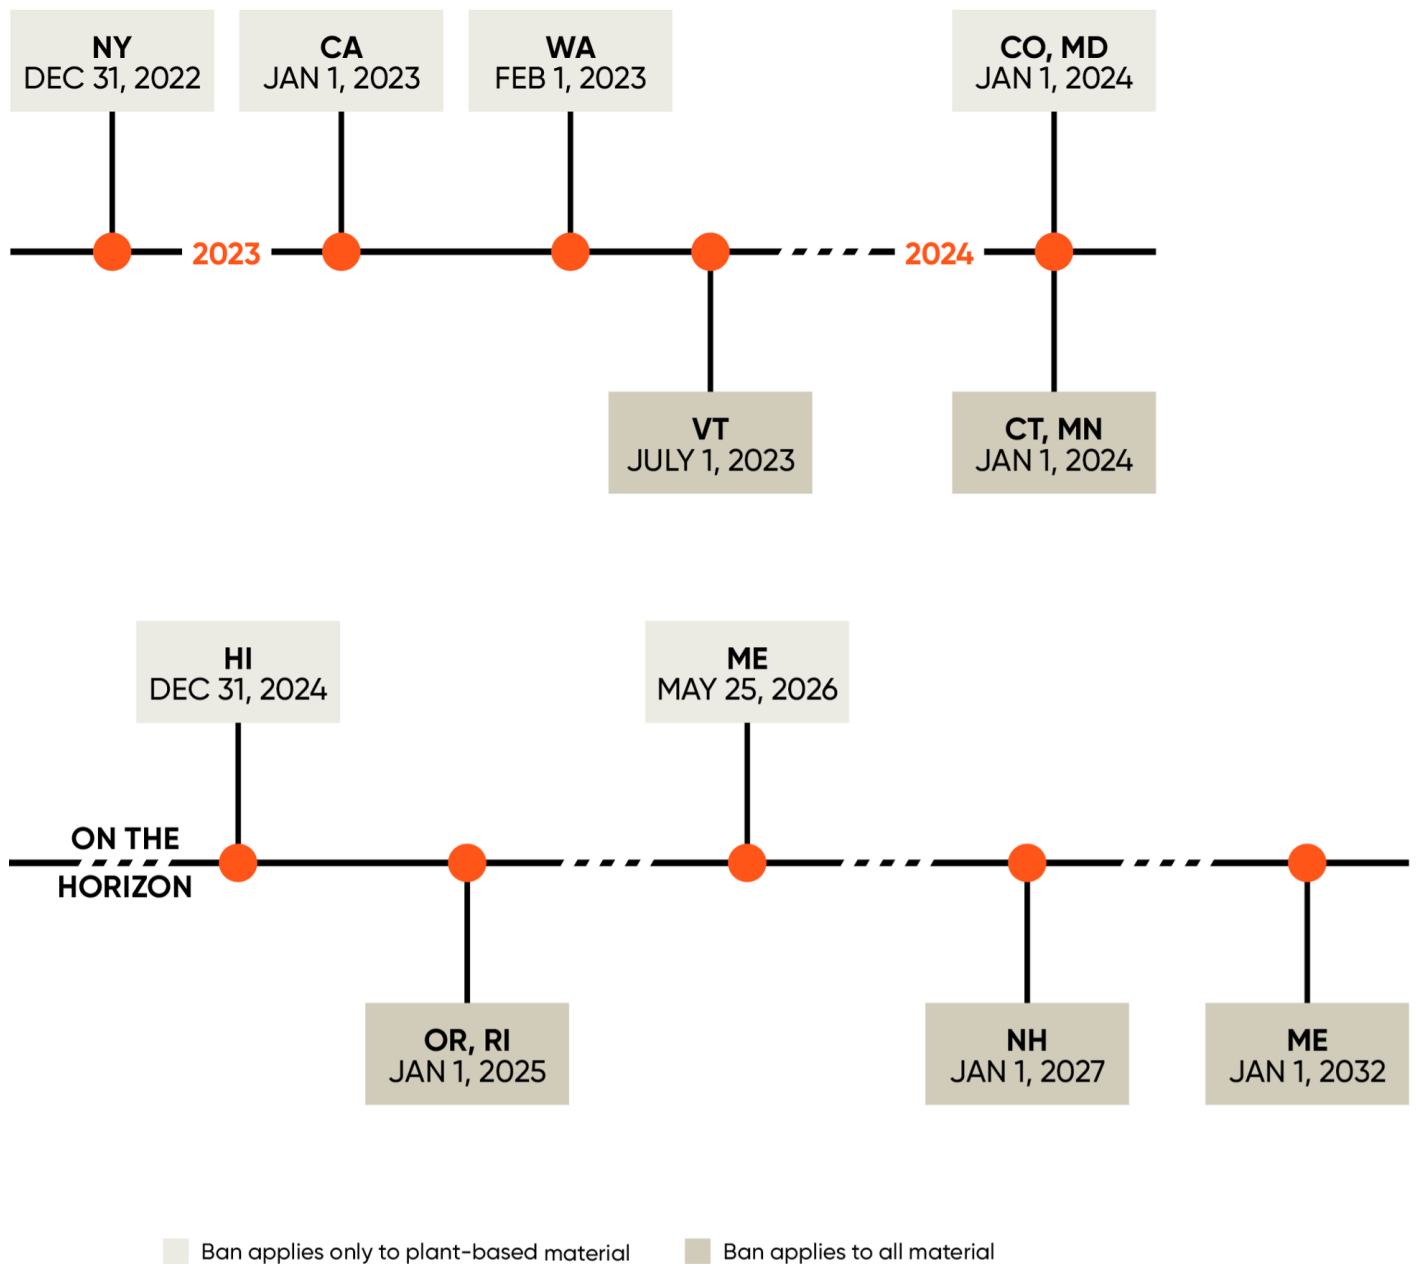 NY
DEC 31, 2022
CA
JAN 1, 2023
WA
FEB 1, 2023
CO, MD
JAN 1, 2024
2023
2024
VT
JULY 1, 2023
CT, MN
JAN 1, 2024
HI
DEC 31, 2024
ME
MAY 25, 2026
ON THE
HORIZON
OR, RI
JAN 1, 2025
NH
JAN 1, 2027
ME
JAN 1, 2032
Ban applies only to plant-based material
Ban applies to all material